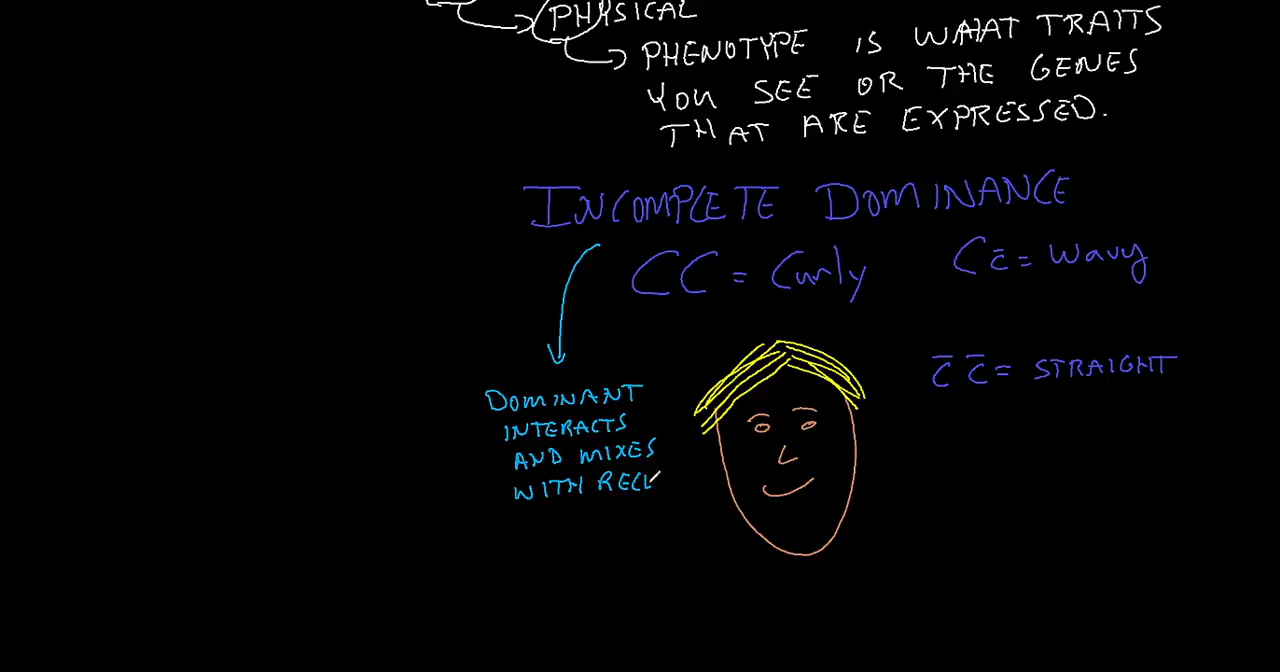 PHYSICAL
PHENOTYPE IS WHAT TRAITS
YOU SEE OR THE GENES
THAT ARE EXPRESSED.
INCOMPLETE DOMINANCE
CC = Curly
C c̄ = Wavy
c̄ c̄ = STRAIGHT
DOMINANT
INTERACTS
AND MIXES
WITH REC